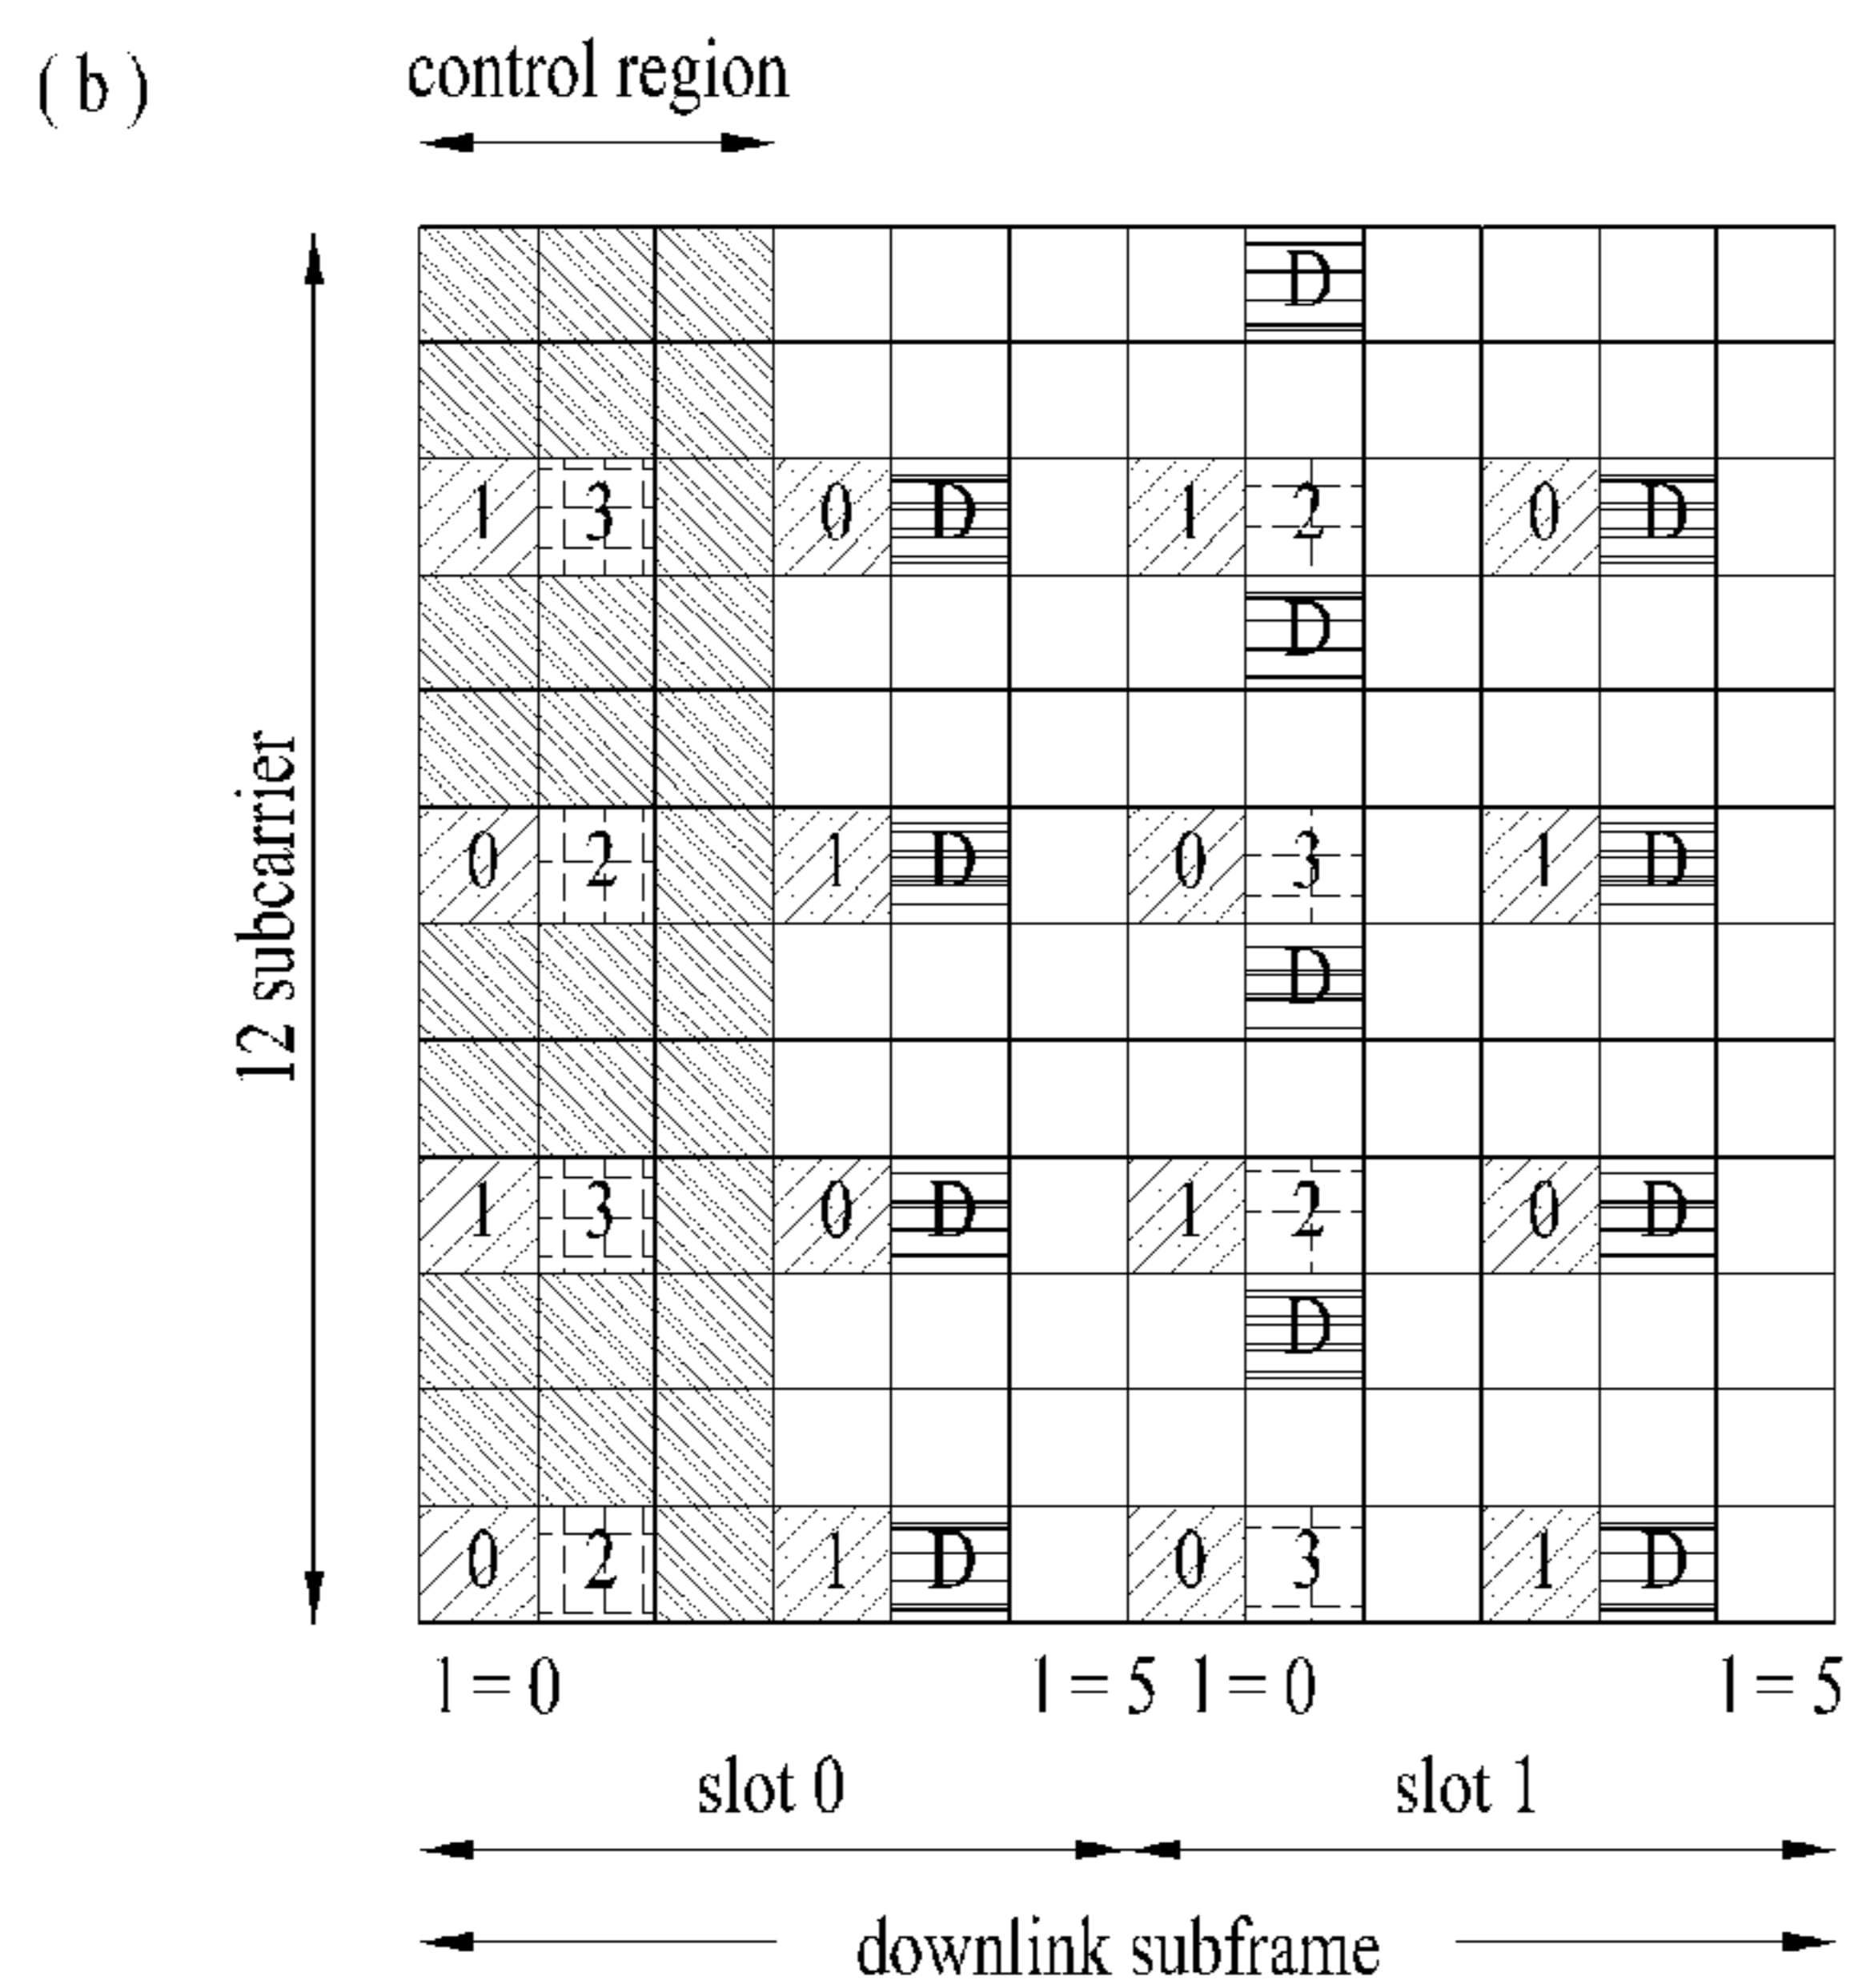 ( b )
control region
12 subcarrier
D
1 3 0 D 1 2 0 D
D
0 2 1 D 0 3 1 D
D
1 3 0 D 1 2 0 D
D
0 2 1 D 0 3 1 D
l = 0 l = 5 l = 0 l = 5
slot 0 slot 1
downlink subframe